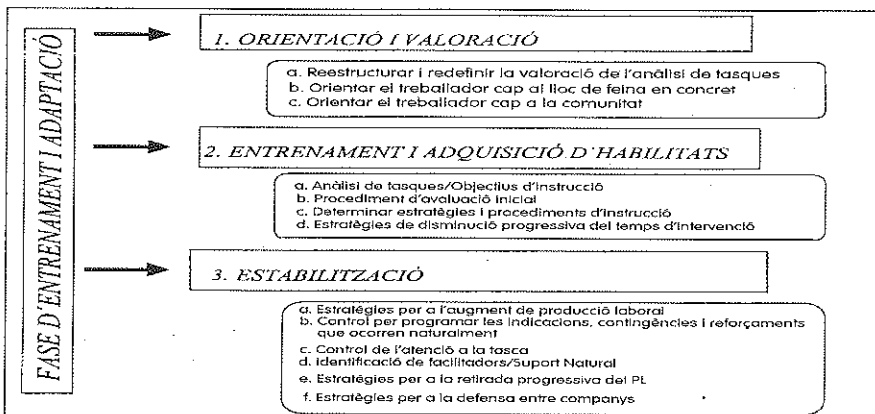 FASE D'ENTRENAMENT I ADAPTACIÓ
1. ORIENTACIÓ I VALORACIÓ
a. Reestructurar i redefinir la valoració de l'anàlisi de tasques
b. Orientar el treballador cap al lloc de feina en concret
c. Orientar el treballador cap a la comunitat
2. ENTRENAMENT I ADQUISICIÓ D'HABILITATS
a. Anàlisi de tasques/Objectius d'instrucció
b. Procediment d'avaluació inicial
c. Determinar estratègies i procediments d'instrucció
d. Estratègies de disminució progressiva del temps d'intervenció
3. ESTABILITZACIÓ
a. Estratègies per a l'augment de producció laboral
b. Control per programar les indicacions, contingències i reforçaments
que ocorren naturalment
c. Control de l'atenció a la tasca
d. Identificació de facilitadors/Suport Natural
e. Estratègies per a la retirada progressiva del PL
f. Estratègies per a la defensa entre companys